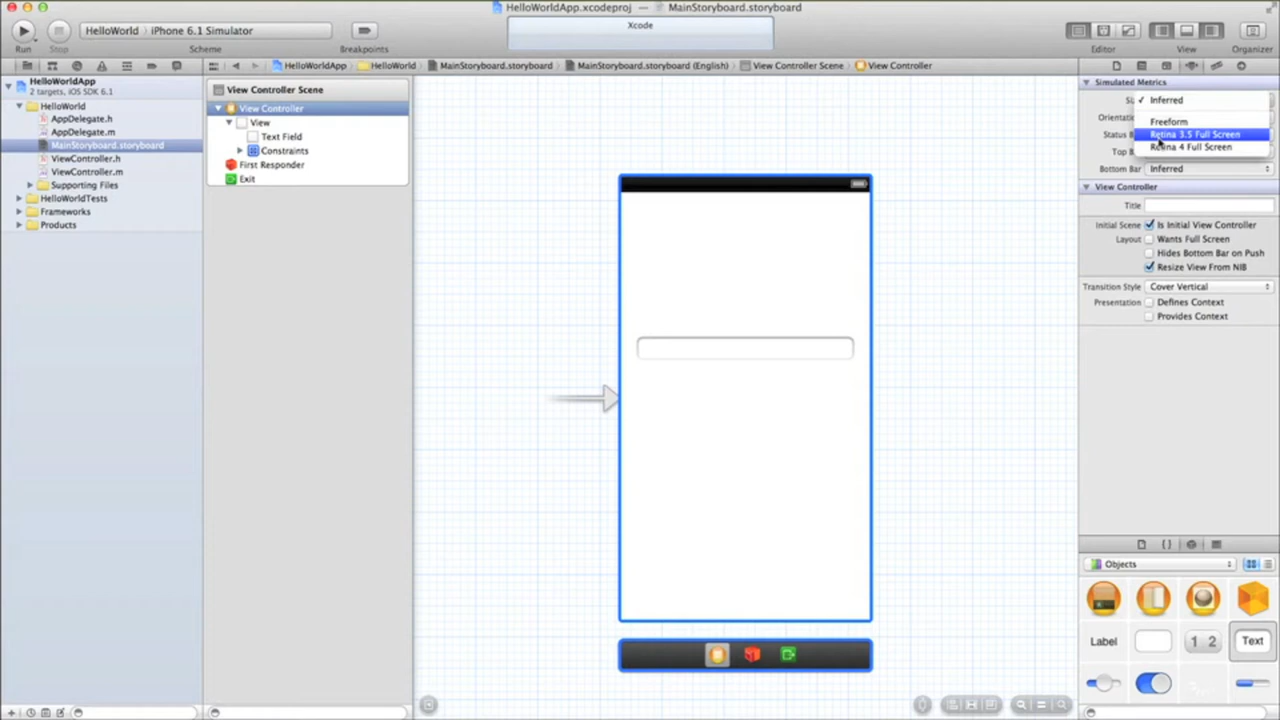 HelloWorldApp.xcodeproj — MainStoryboard.storyboard
HelloWorld iPhone 6.1 Simulator
Xcode
Run Stop Scheme Breakpoints Editor View Organizer
HelloWorldApp HelloWorld MainStoryboard.storyboard MainStoryboard.storyboard (English) View Controller Scene View Controller
HelloWorldApp
2 targets, iOS SDK 6.1
HelloWorld
AppDelegate.h
AppDelegate.m
MainStoryboard.storyboard
ViewController.h
ViewController.m
Supporting Files
HelloWorldTests
Frameworks
Products
View Controller Scene
View Controller
View
Text Field
Constraints
First Responder
Exit
Simulated Metrics
Inferred
Freeform
Retina 3.5 Full Screen
Retina 4 Full Screen
Bottom Bar Inferred
View Controller
Title
Initial Scene Is Initial View Controller
Layout Wants Full Screen
Hides Bottom Bar on Push
Resize View From NIB
Transition Style Cover Vertical
Presentation Defines Context
Provides Context
Objects
Label 1 2 Text